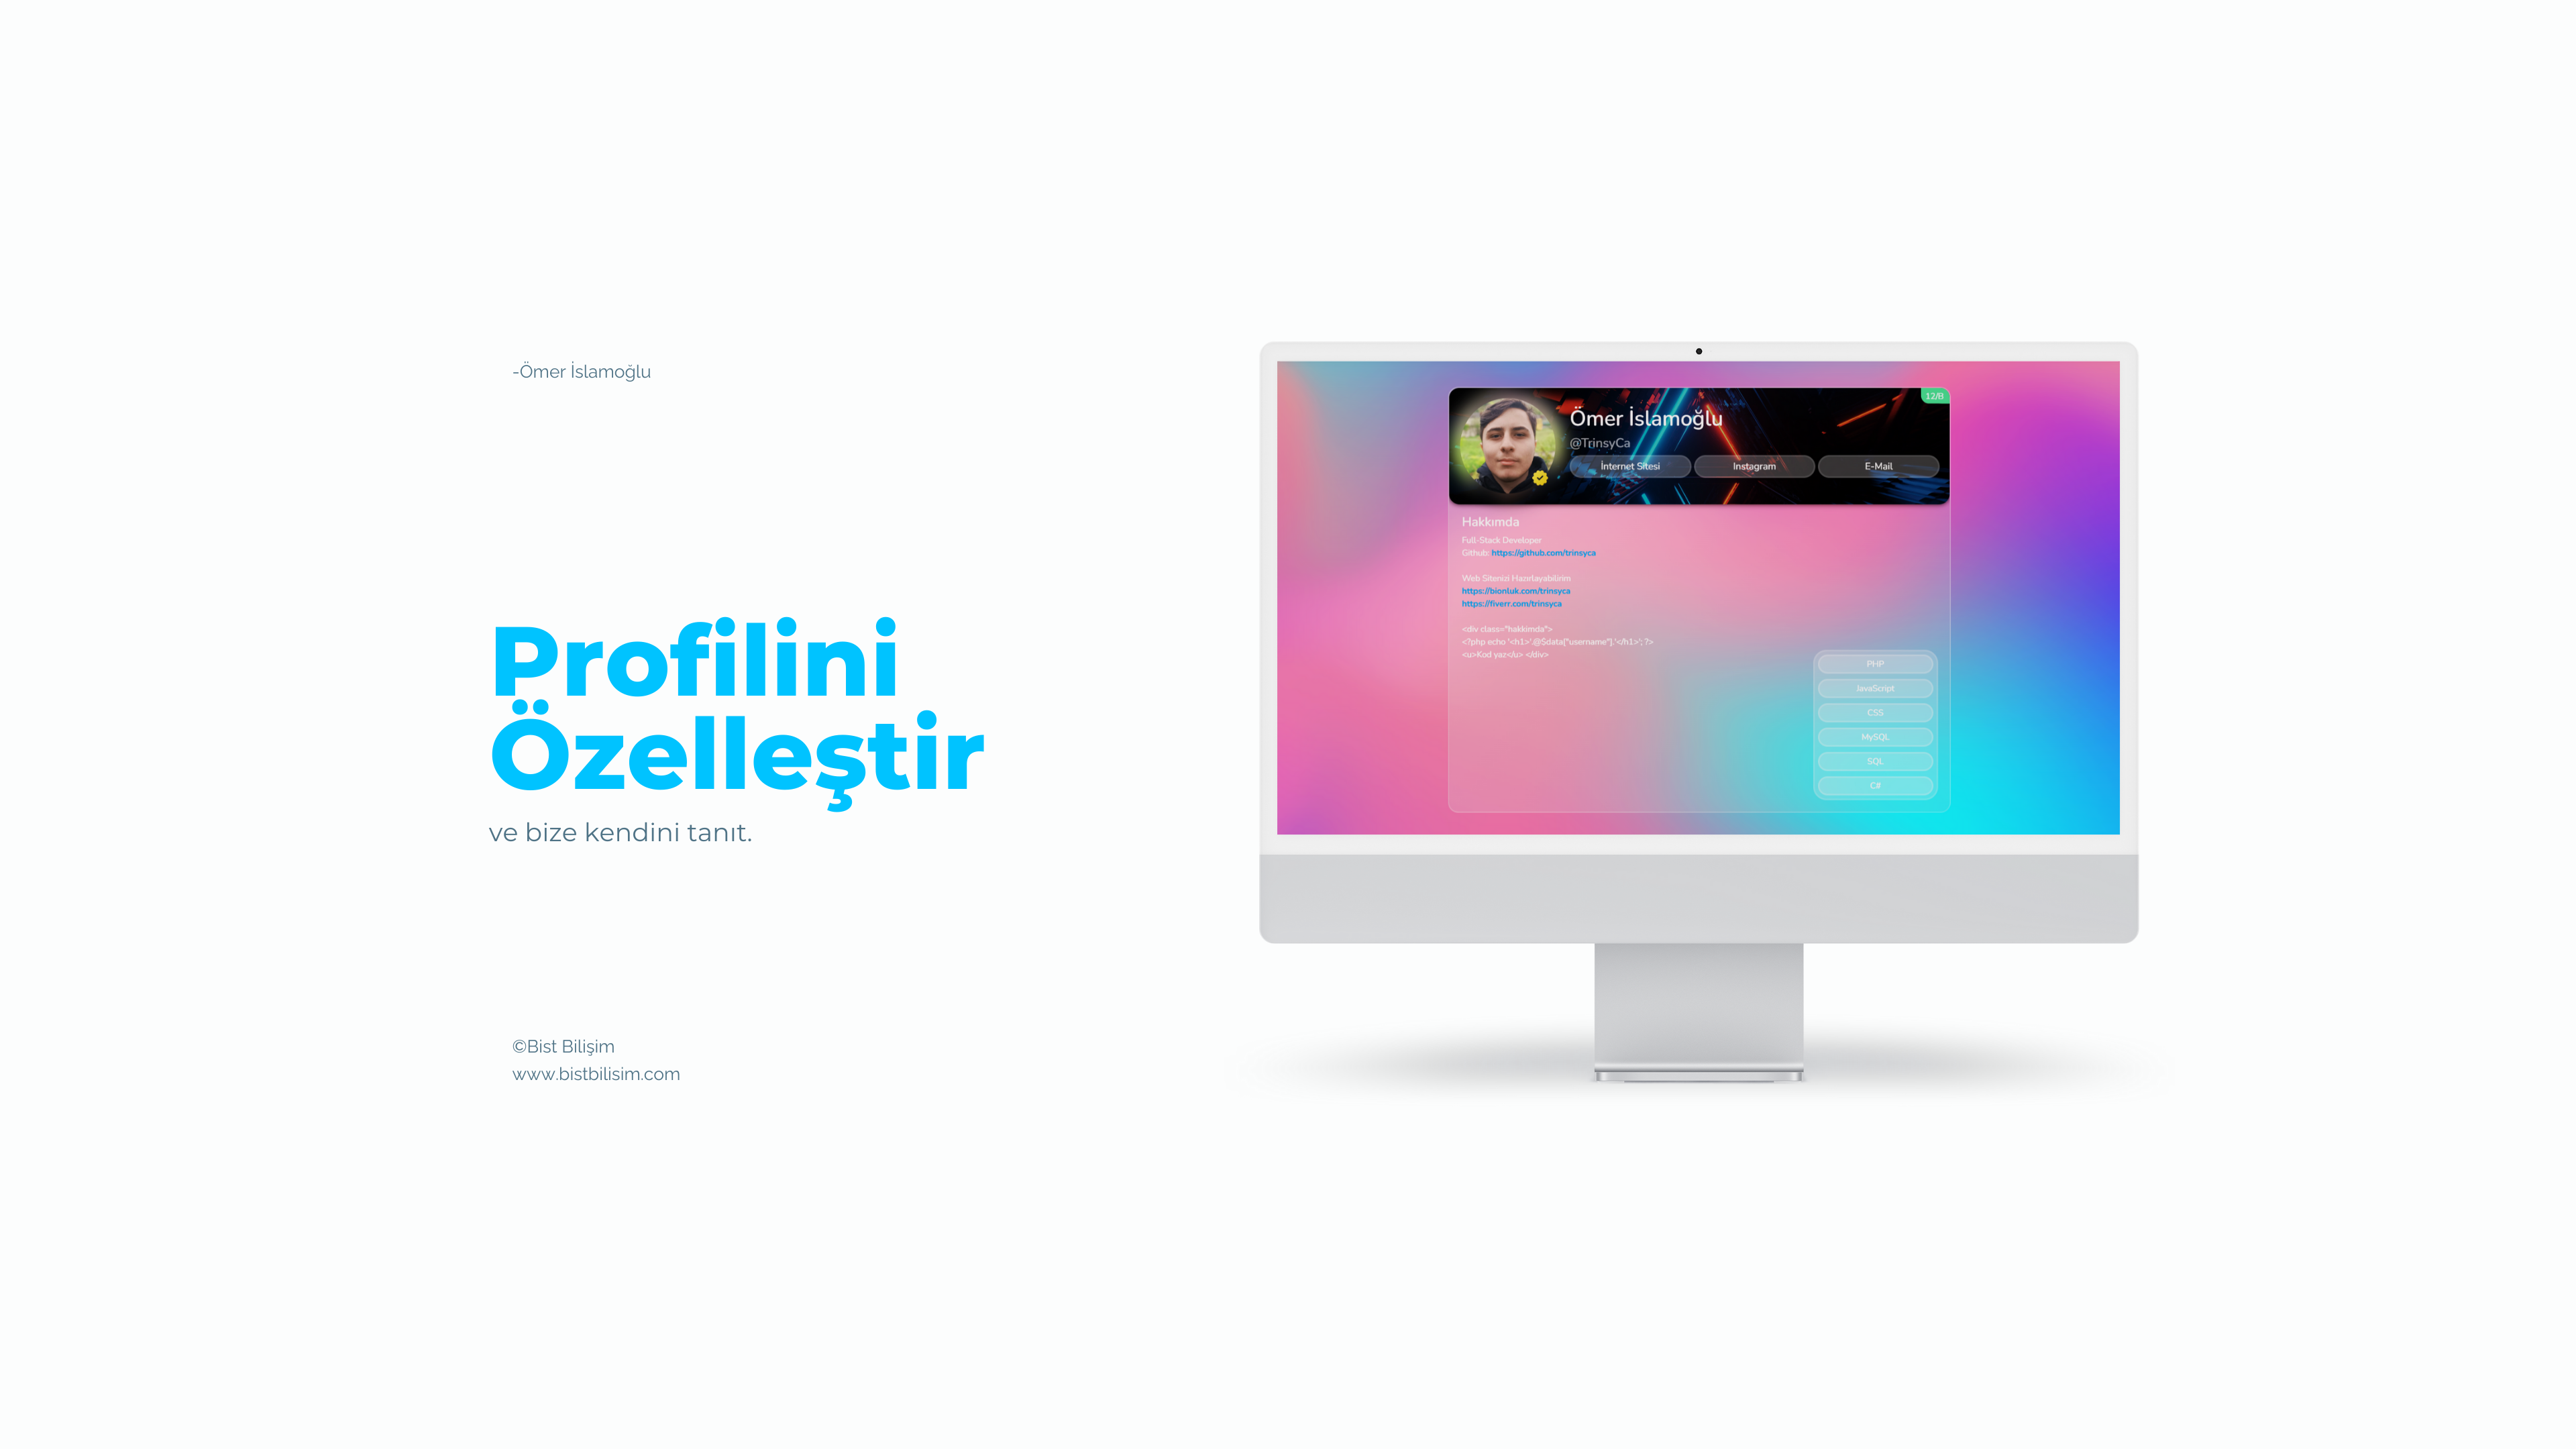 -Ömer İslamoğlu
Profilini
Özelleştir
ve bize kendini tanıt.
©Bist Bilişim
www.bistbilisim.com
12/B
Ömer İslamoğlu
@TrinsyCa
İnternet Sitesi
Instagram
E-Mail
Hakkımda
Full-Stack Developer
Github: https://github.com/trinsyca
Web Sitenizi Hazırlayabilirim
https://bionluk.com/trinsyca
https://fiverr.com/trinsyca
<div class="hakkimda">
<?php echo '<h1>'.@$data["username"].'</h1>'; ?>
<u>Kod yaz</u> </div>
PHP
JavaScript
CSS
MySQL
SQL
C#